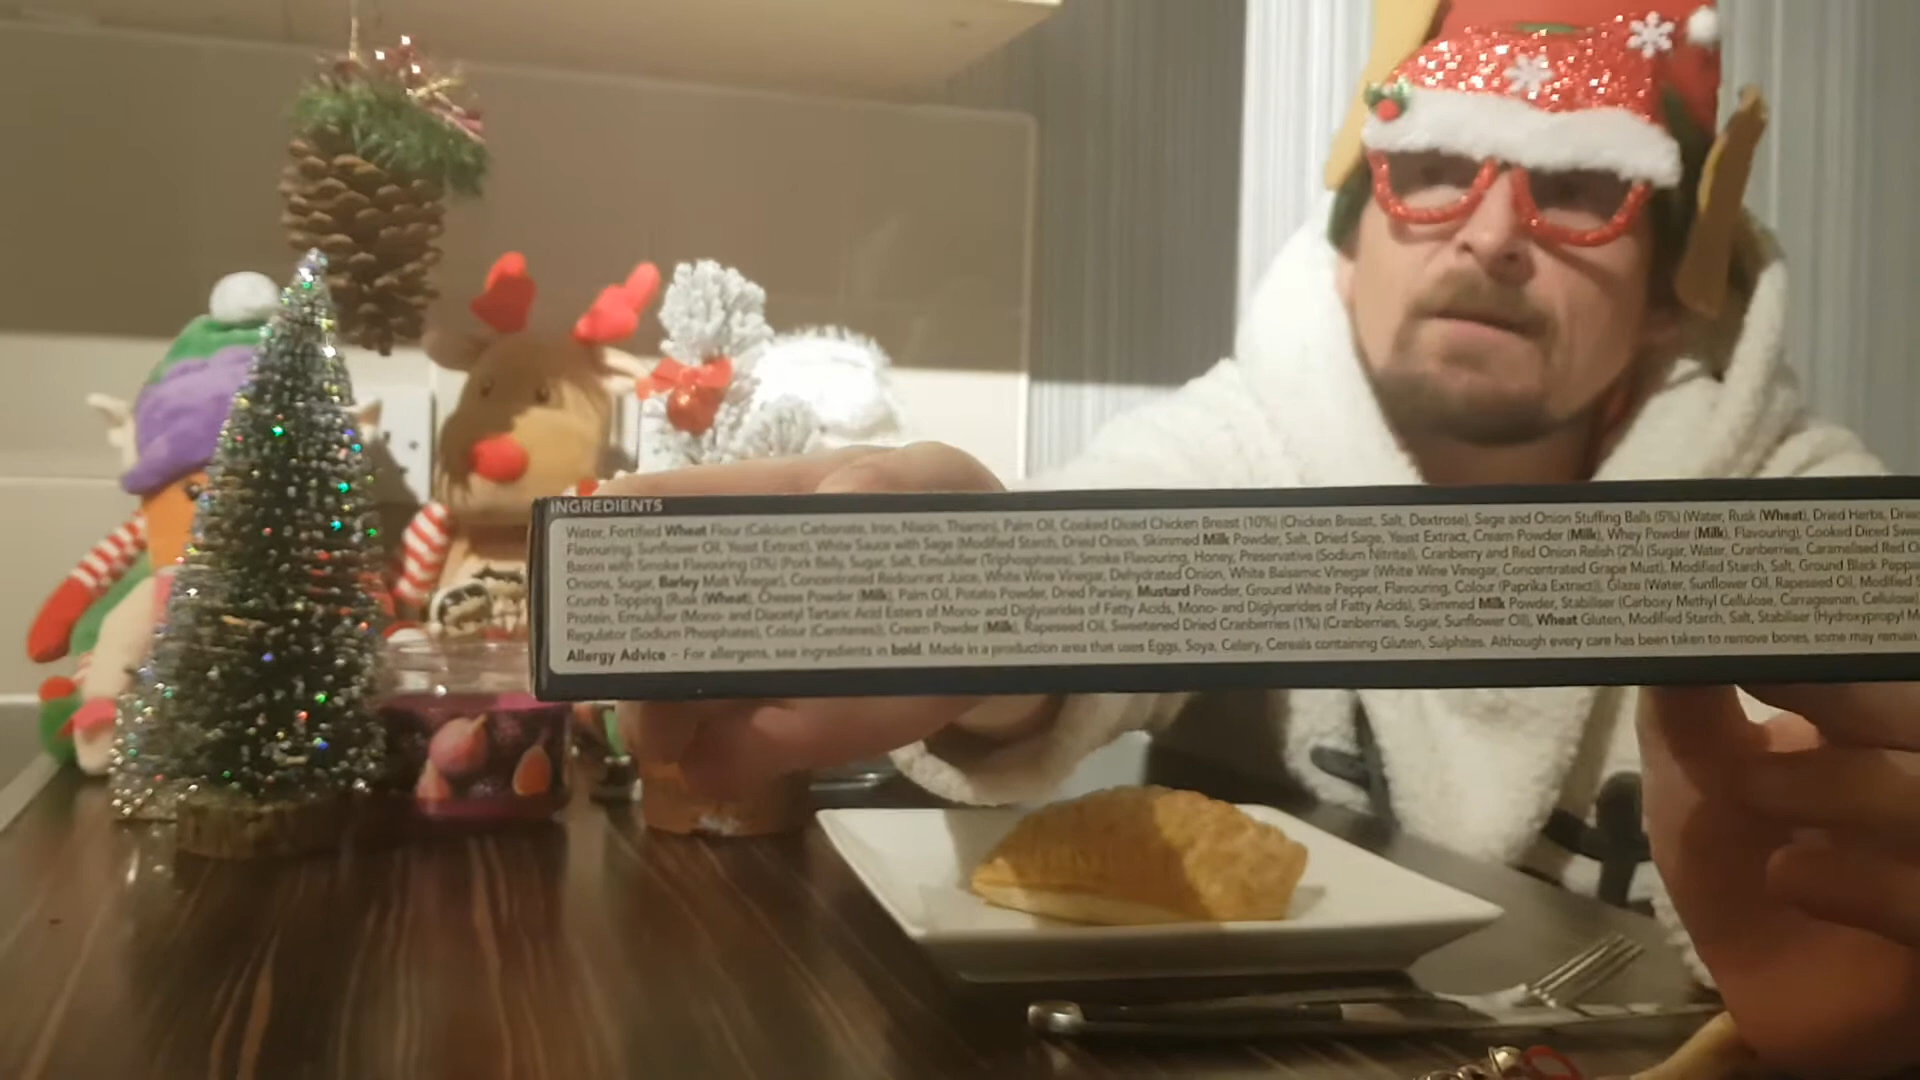 INGREDIENTS
Water, Fortified Wheat Flour (Calcium Carbonate, Iron, Niacin, Thiamin), Palm Oil, Cooked Diced Chicken Breast (10%) (Chicken Breast, Salt, Dextrose), Sage and Onion Stuffing Balls (5%) (Water, Rusk (Wheat), Dried Herbs,
Flavouring, Sunflower Oil, Yeast Extract), White Sauce with Sage (Modified Starch, Dried Onion, Skimmed Milk Powder, Salt, Dried Sage, Yeast Extract, Cream Powder (Milk), Whey Powder (Milk), Flavouring), Cooked Diced
Bacon with Smoke Flavouring (3%) (Pork Belly, Sugar, Salt, Emulsifier (Triphosphates), Smoke Flavouring, Honey, Preservative (Sodium Nitrite), Cranberry and Red Onion Relish (2%) (Sugar, Water, Cranberries, Caramelised Red
Onions, Sugar, Barley Malt Vinegar), Concentrated Redcurrant Juice, White Wine Vinegar, Dehydrated Onion, White Balsamic Vinegar (White Wine Vinegar, Concentrated Grape Must), Modified Starch, Salt, Ground Black
Crumb Topping (Rusk (Wheat), Cheese Powder (Milk), Palm Oil, Potato Powder, Dried Parsley, Mustard Powder, Ground White Pepper, Flavouring, Colour (Paprika Extract)), Glaze (Water, Sunflower Oil, Rapeseed Oil, Modified
Protein, Emulsifier (Mono- and Diacetyl Tartaric Acid Esters of Mono- and Diglycerides of Fatty Acids, Mono- and Diglycerides of Fatty Acids), Skimmed Milk Powder, Stabiliser (Carboxy Methyl Cellulose, Carrageenan, Cellulose)
Regulator (Sodium Phosphates), Colour (Carotenes), Cream Powder (Milk), Rapeseed Oil, Sweetened Dried Cranberries (1%) (Cranberries, Sugar, Sunflower Oil), Wheat Gluten, Modified Starch, Salt, Stabiliser (Hydroxypropyl
Allergy Advice – For allergens, see ingredients in bold. Made in a production area that uses Eggs, Soya, Celery, Cereals containing Gluten, Sulphites. Although every care has been taken to remove bones, some may remain.